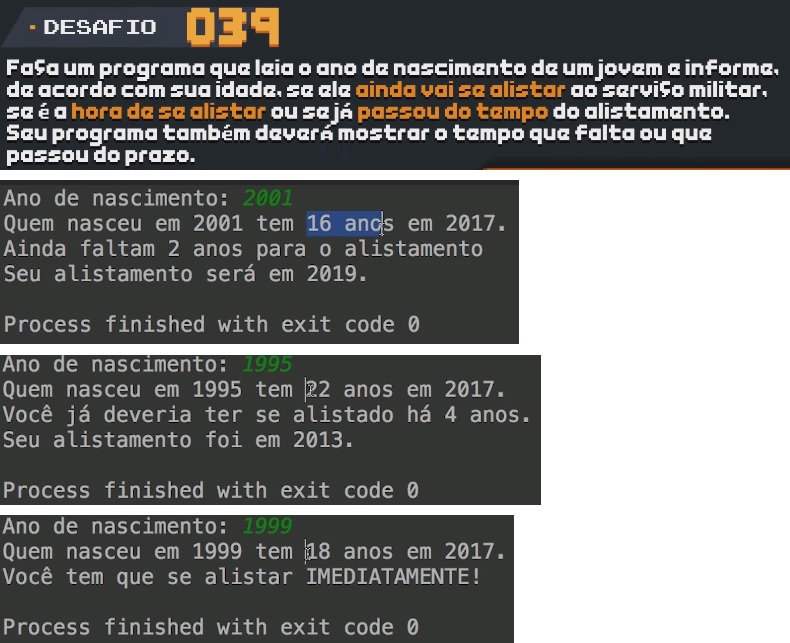 · DESAFIO 039
Faça um programa que leia o ano de nascimento de um jovem e informe,
de acordo com sua idade, se ele ainda vai se alistar ao serviço militar,
se é a hora de se alistar ou se já passou do tempo do alistamento.
Seu programa também deverá mostrar o tempo que falta ou que
passou do prazo.
Ano de nascimento: 2001
Quem nasceu em 2001 tem 16 anos em 2017.
Ainda faltam 2 anos para o alistamento
Seu alistamento será em 2019.
Process finished with exit code 0
Ano de nascimento: 1995
Quem nasceu em 1995 tem 22 anos em 2017.
Você já deveria ter se alistado há 4 anos.
Seu alistamento foi em 2013.
Process finished with exit code 0
Ano de nascimento: 1999
Quem nasceu em 1999 tem 18 anos em 2017.
Você tem que se alistar IMEDIATAMENTE!
Process finished with exit code 0